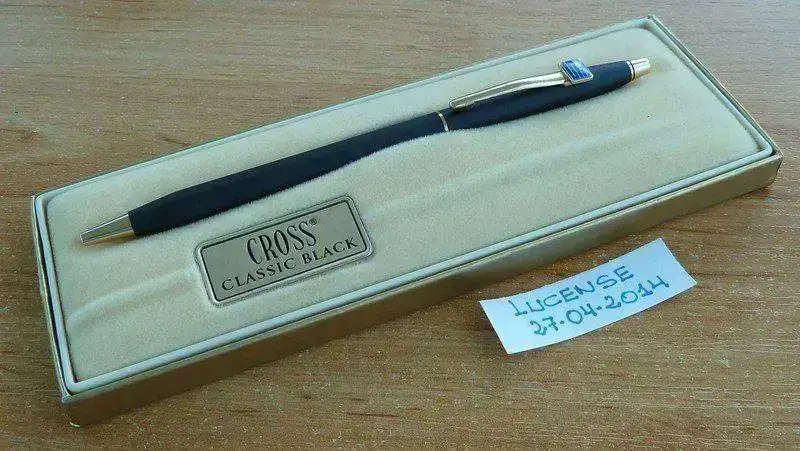 CROSS®
CLASSIC BLACK
LUCENSE
27-04-2014